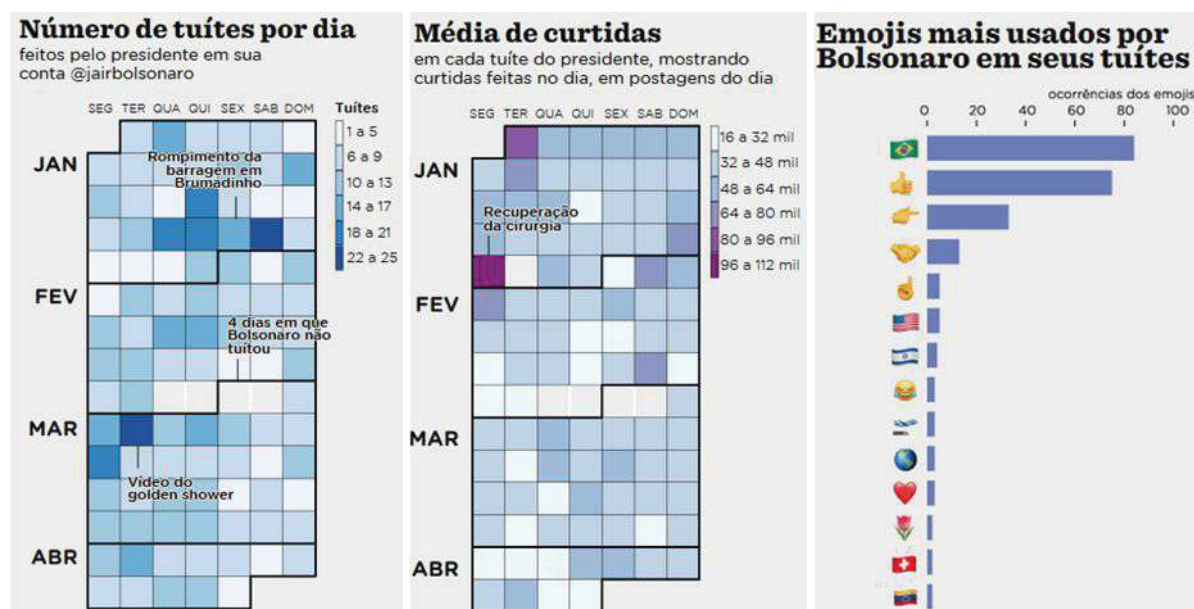 Número de tuítes por dia
feitos pelo presidente em sua
conta @jairbolsonaro
SEG TER QUA QUI SEX SAB DOM
Tuítes
1 a 5
6 a 9
10 a 13
14 a 17
18 a 21
22 a 25
JAN
Rompimento da
barragem em
Brumadinho
FEV
4 dias em que
Bolsonaro não
tuítou
MAR
Vídeo do
golden shower
ABR
Média de curtidas
em cada tuíte do presidente, mostrando
curtidas feitas no dia, em postagens do dia
SEG TER QUA QUI SEX SAB DOM
16 a 32 mil
32 a 48 mil
48 a 64 mil
64 a 80 mil
80 a 96 mil
96 a 112 mil
JAN
Recuperação
da cirurgia
FEV
MAR
ABR
Emojis mais usados por
Bolsonaro em seus tuítes
ocorrências dos emojis
0 20 40 60 80 100